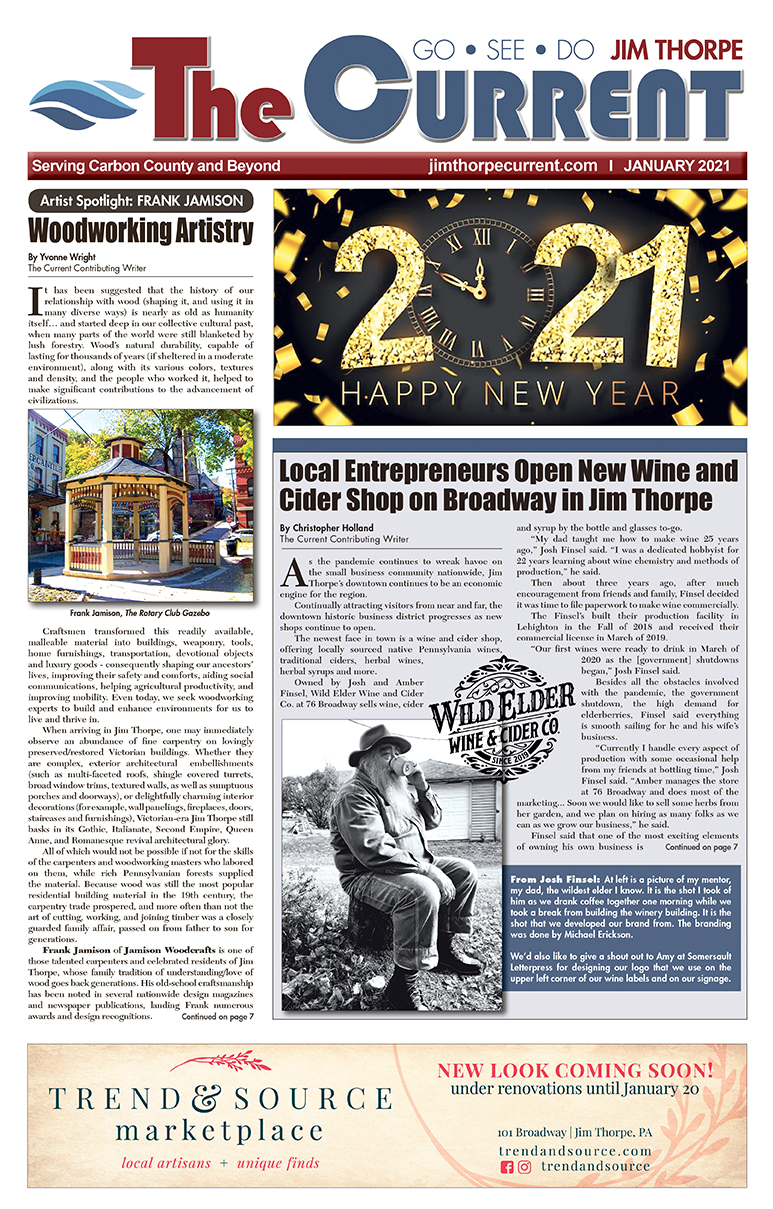 GO • SEE • DO JIM THORPE
The CURRENT
Serving Carbon County and Beyond
jimthorpecurrent.com I JANUARY 2021
Artist Spotlight: FRANK JAMISON
Woodworking Artistry
By Yvonne Wright
The Current Contributing Writer
It has been suggested that the history of our
relationship with wood (shaping it, and using it in
many diverse ways) is nearly as old as humanity
itself… and started deep in our collective cultural past,
when many parts of the world were still blanketed by
lush forestry. Wood's natural durability, capable of
lasting for thousands of years (if sheltered in a moderate
environment), along with its various colors, textures
and density, and the people who worked it, helped to
make significant contributions to the advancement of
civilizations.
Frank Jamison, The Rotary Club Gazebo
Craftsmen transformed this readily available,
malleable material into buildings, weaponry, tools,
home furnishings, transportation, devotional objects
and luxury goods - consequently shaping our ancestors'
lives, improving their safety and comforts, aiding social
communications, helping agricultural productivity, and
improving mobility. Even today, we seek woodworking
experts to build and enhance environments for us to
live and thrive in.
When arriving in Jim Thorpe, one may immediately
observe an abundance of fine carpentry on lovingly
preserved/restored Victorian buildings. Whether they
are complex, exterior architectural embellishments
(such as multi-faceted roofs, shingle covered turrets,
broad window trims, textured walls, as well as sumptuous
porches and doorways), or delightfully charming interior
decorations (for example, wall panelings, fireplaces, doors,
staircases and furnishings), Victorian-era Jim Thorpe still
basks in its Gothic, Italianate, Second Empire, Queen
Anne, and Romanesque revival architectural glory.
All of which would not be possible if not for the skills
of the carpenters and woodworking masters who labored
on them, while rich Pennsylvanian forests supplied
the material. Because wood was still the most popular
residential building material in the 19th century, the
carpentry trade prospered, and more often than not the
art of cutting, working, and joining timber was a closely
guarded family affair, passed on from father to son for
generations.
Frank Jamison of Jamison Woodcrafts is one of
those talented carpenters and celebrated residents of Jim
Thorpe, whose family tradition of understanding/love of
wood goes back generations. His old-school craftsmanship
has been noted in several nationwide design magazines
and newspaper publications, landing Frank numerous
awards and design recognitions. Continued on page 7
2021
HAPPY NEW YEAR
Local Entrepreneurs Open New Wine and
Cider Shop on Broadway in Jim Thorpe
By Christopher Holland
The Current Contributing Writer
As the pandemic continues to wreak havoc on
the small business community nationwide, Jim
Thorpe's downtown continues to be an economic
engine for the region.
Continually attracting visitors from near and far, the
downtown historic business district progresses as new
shops continue to open.
The newest face in town is a wine and cider shop,
offering locally sourced native Pennsylvania wines,
traditional ciders, herbal wines,
herbal syrups and more.
Owned by Josh and Amber
Finsel, Wild Elder Wine and Cider
Co. at 76 Broadway sells wine, cider
and syrup by the bottle and glasses to-go.
"My dad taught me how to make wine 25 years
ago," Josh Finsel said. "I was a dedicated hobbyist for
22 years learning about wine chemistry and methods of
production," he said.
Then about three years ago, after much
encouragement from friends and family, Finsel decided
it was time to file paperwork to make wine commercially.
The Finsel's built their production facility in
Lehighton in the Fall of 2018 and received their
commercial license in March of 2019.
"Our first wines were ready to drink in March of
2020 as the [government] shutdowns
began," Josh Finsel said.
Besides all the obstacles involved
with the pandemic, the government
shutdown, the high demand for
elderberries, Finsel said everything
is smooth sailing for he and his wife's
business.
"Currently I handle every aspect of
production with some occasional help
from my friends at bottling time," Josh
Finsel said. "Amber manages the store
at 76 Broadway and does most of the
marketing... Soon we would like to sell some herbs from
her garden, and we plan on hiring as many folks as we
can as we grow our business," he said.
Finsel said that one of the most exciting elements
of owning his own business is Continued on page 7
WILD ELDER
WINE & CIDER CO.
SINCE 2018
From Josh Finsel: At left is a picture of my mentor,
my dad, the wildest elder I know. It is the shot I took of
him as we drank coffee together one morning while we
took a break from building the winery building. It is the
shot that we developed our brand from. The branding
was done by Michael Erickson.
We'd also like to give a shout out to Amy at Somersault
Letterpress for designing our logo that we use on the
upper left corner of our wine labels and on our signage.
TREND & SOURCE
marketplace
local artisans + unique finds
NEW LOOK COMING SOON!
under renovations until January 20
101 Broadway | Jim Thorpe, PA
trendandsource.com
trendandsource